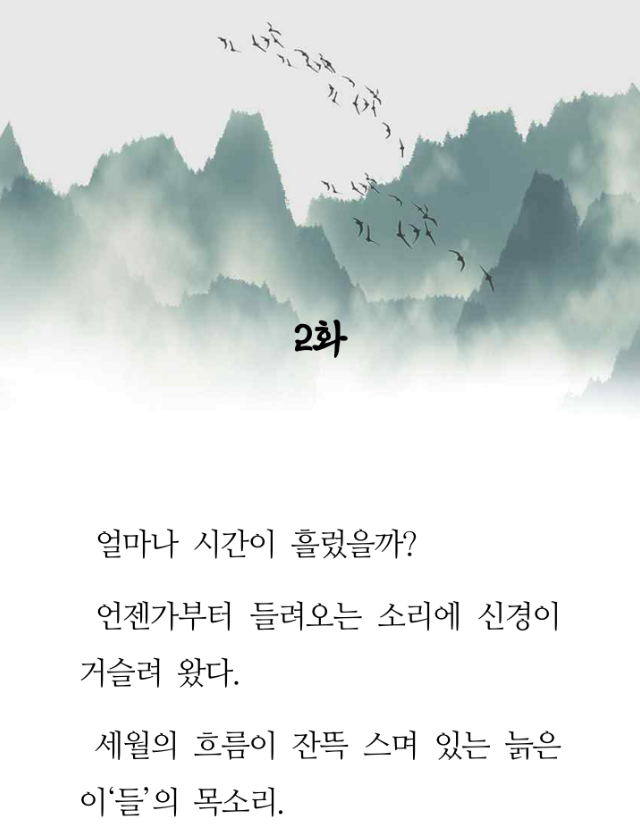 2화
얼마나 시간이 흘렀을까?
언젠가부터 들려오는 소리에 신경이
거슬려 왔다.
세월의 흐름이 잔뜩 스며 있는 늙은
이‘들’의 목소리.